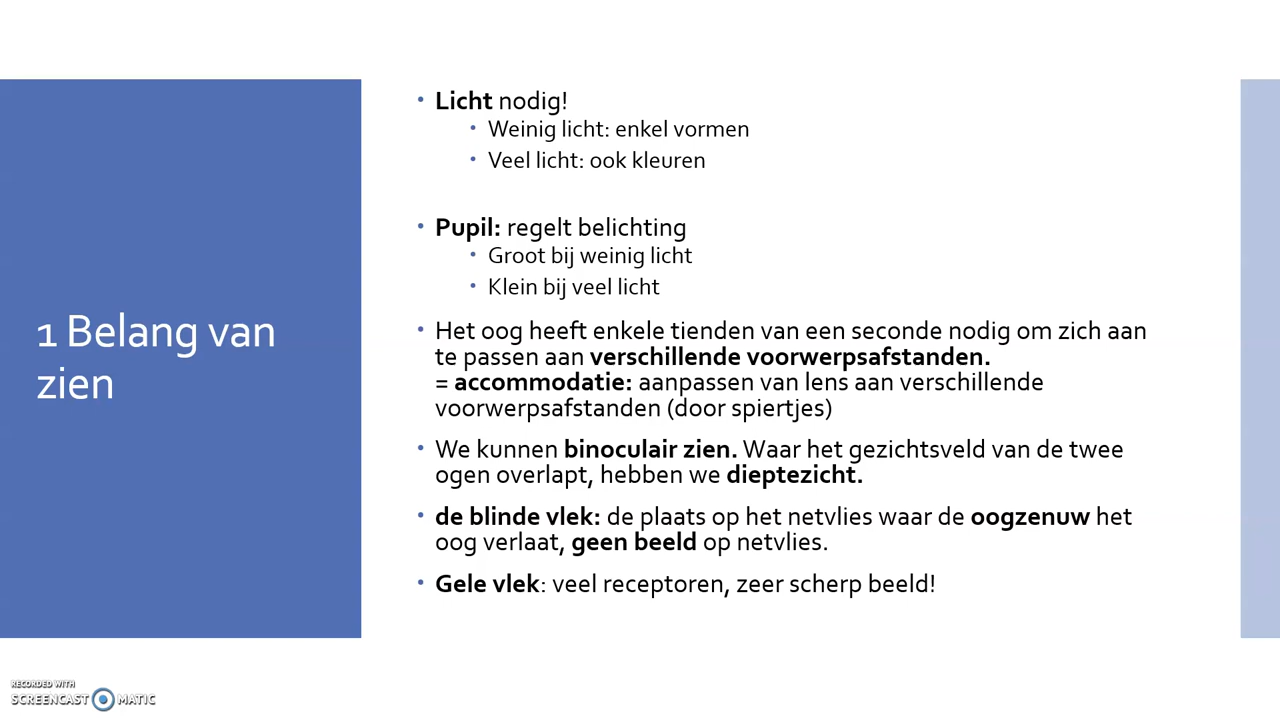 1 Belang van
zien
• Licht nodig!
• Weinig licht: enkel vormen
• Veel licht: ook kleuren
• Pupil: regelt belichting
• Groot bij weinig licht
• Klein bij veel licht
• Het oog heeft enkele tienden van een seconde nodig om zich aan
te passen aan verschillende voorwerpsafstanden.
= accommodatie: aanpassen van lens aan verschillende
voorwerpsafstanden (door spiertjes)
• We kunnen binoculair zien. Waar het gezichtsveld van de twee
ogen overlapt, hebben we dieptezicht.
• de blinde vlek: de plaats op het netvlies waar de oogzenuw het
oog verlaat, geen beeld op netvlies.
• Gele vlek: veel receptoren, zeer scherp beeld!
RECORDED WITH
SCREENCAST MATIC